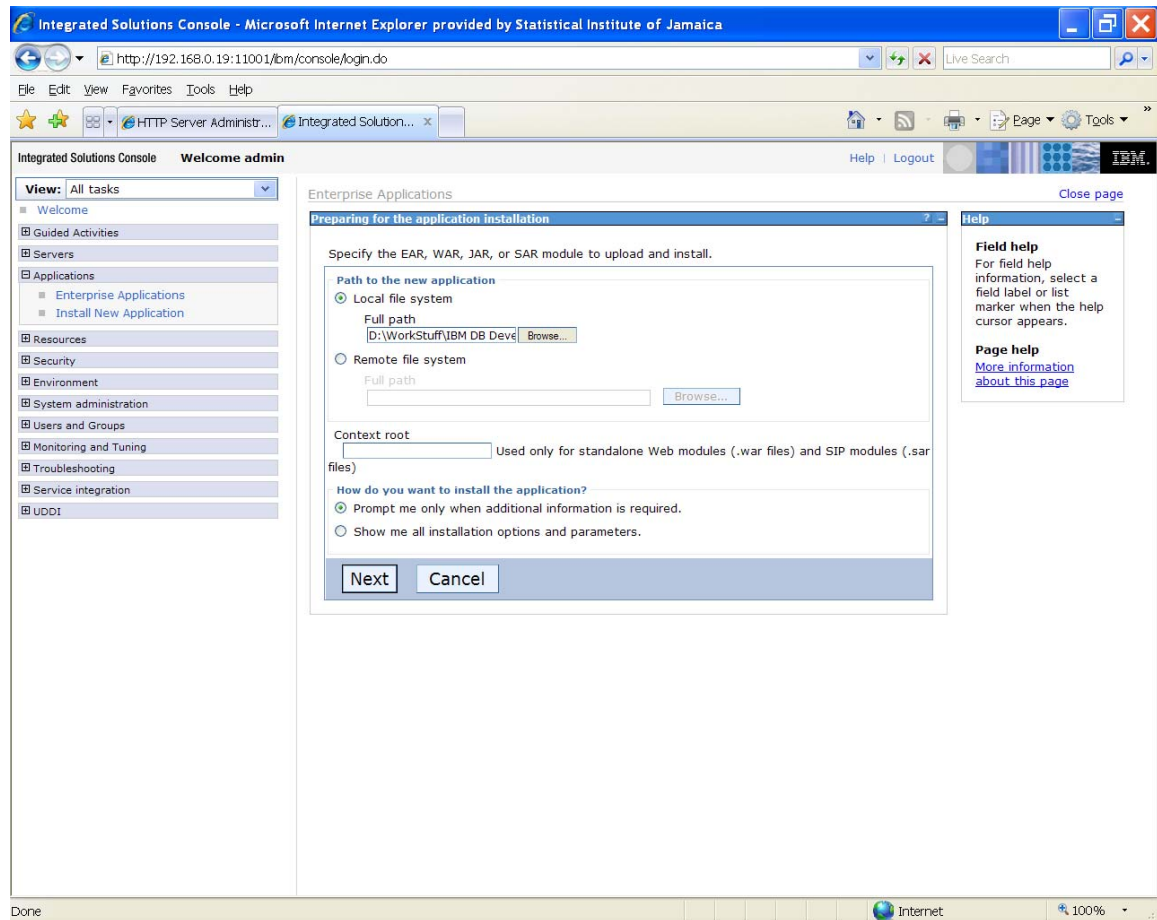 Integrated Solutions Console - Microsoft Internet Explorer provided by Statistical Institute of Jamaica
http://192.168.0.19:11001/ibm/console/login.do
Live Search
File Edit View Favorites Tools Help
HTTP Server Administr...
Integrated Solution... x
Page
Tools
»
Integrated Solutions Console Welcome admin
Help | Logout
IBM.
View: All tasks
Welcome
Guided Activities
Servers
Applications
Enterprise Applications
Install New Application
Resources
Security
Environment
System administration
Users and Groups
Monitoring and Tuning
Troubleshooting
Service integration
UDDI
Enterprise Applications
Close page
Preparing for the application installation
? -
Specify the EAR, WAR, JAR, or SAR module to upload and install.
Path to the new application
Local file system
Full path
D:\WorkStuff\IBM DB Deve Browse...
Remote file system
Full path
Browse...
Context root
Used only for standalone Web modules (.war files) and SIP modules (.sar
files)
How do you want to install the application?
Prompt me only when additional information is required.
Show me all installation options and parameters.
Next Cancel
Help
-
Field help
For field help
information, select a
field label or list
marker when the help
cursor appears.
Page help
More information
about this page
Done
Internet
100%